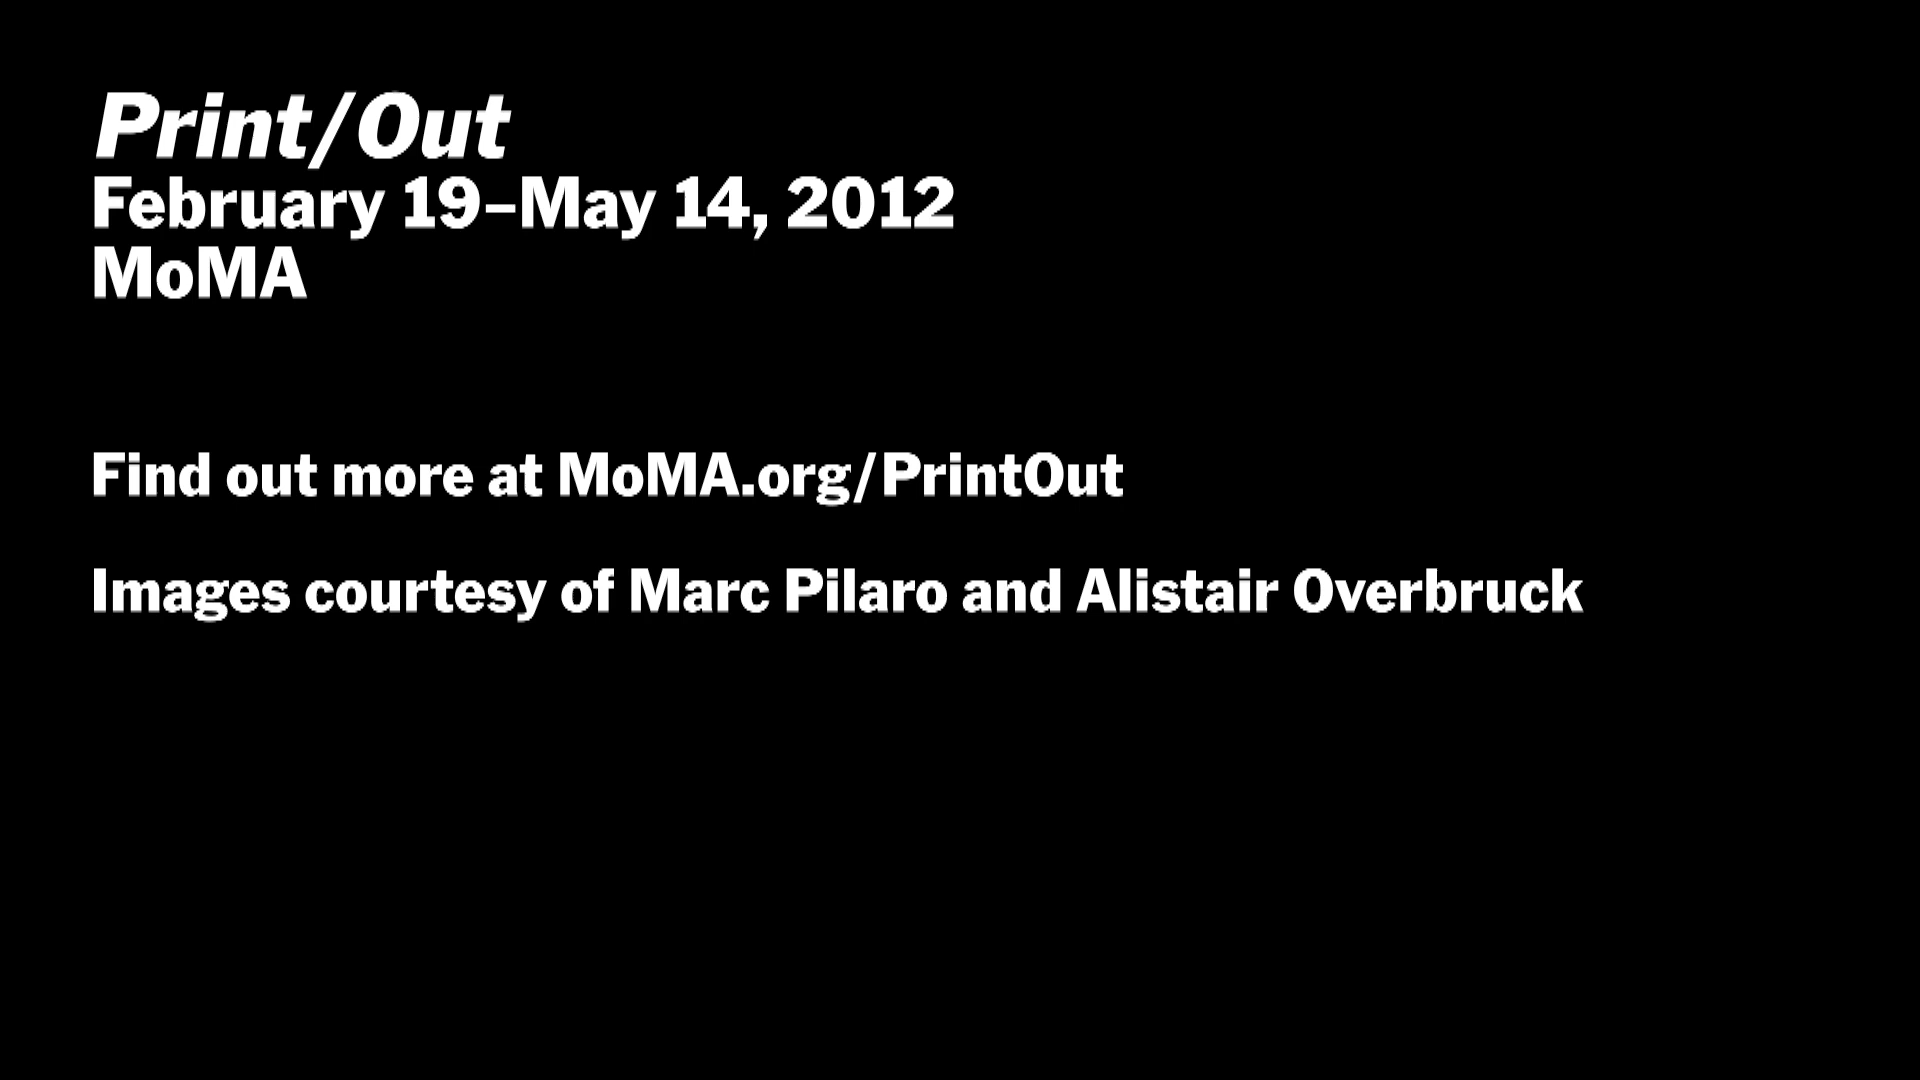 Print/Out
February 19–May 14, 2012
MoMA
Find out more at MoMA.org/PrintOut
Images courtesy of Marc Pilaro and Alistair Overbruck